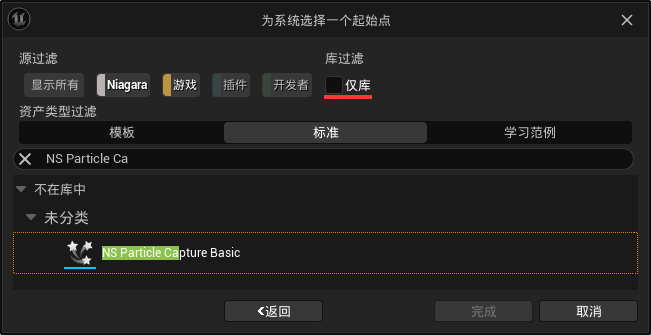 为系统选择一个起始点
源过滤 库过滤
显示所有 Niagara 游戏 插件 开发者 仅库
资产类型过滤
模板 标准 学习范例
NS Particle Ca
不在库中
未分类
NS Particle Capture Basic
返回 完成 取消